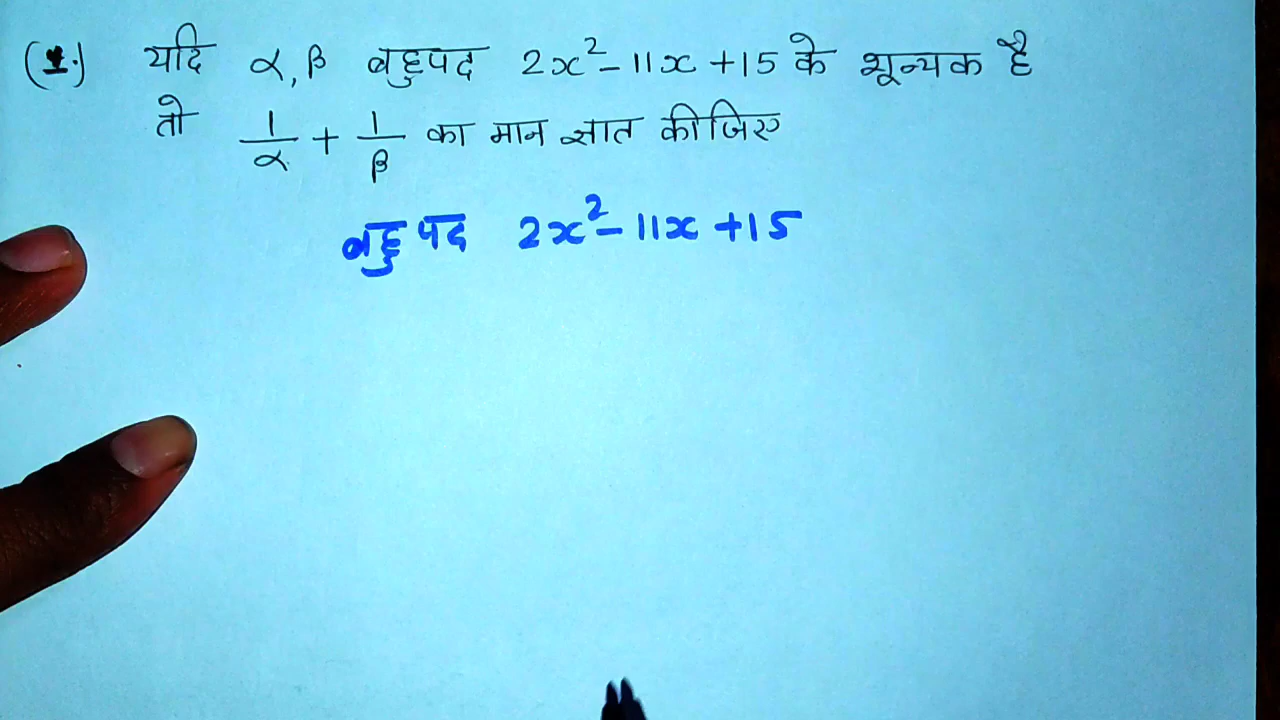 (1.) यदि α, β बहुपद 2x² - 11x + 15 के शून्यक है
तो 1/α + 1/β का मान ज्ञात कीजिए
बहुपद 2x² - 11x + 15